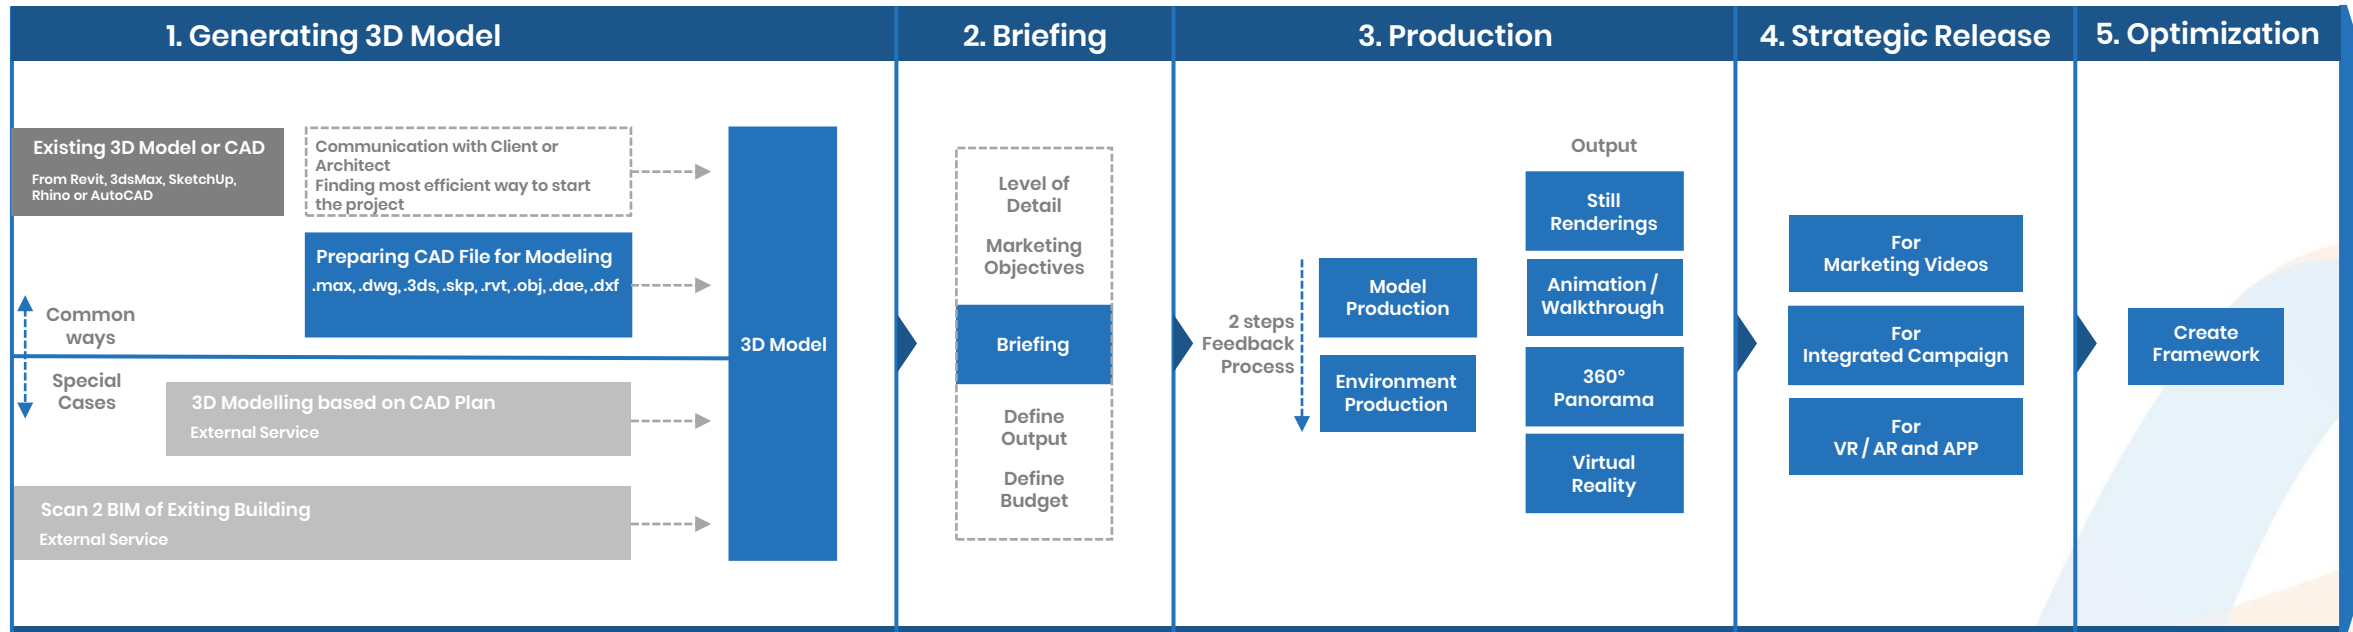 1. Generating 3D Model
2. Briefing
3. Production
4. Strategic Release
5. Optimization
Existing 3D Model or CAD
From Revit, 3dsMax, SketchUp,
Rhino or AutoCAD
Communication with Client or
Architect
Finding most efficient way to start
the project
Preparing CAD File for Modeling
.max, .dwg, .3ds, .skp, .rvt, .obj, .dae, .dxf
Common
ways
Special
Cases
3D Modelling based on CAD Plan
External Service
Scan 2 BIM of Exiting Building
External Service
3D Model
Level of
Detail
Marketing
Objectives
Briefing
Define
Output
Define
Budget
2 steps
Feedback
Process
Model
Production
Environment
Production
Output
Still
Renderings
Animation /
Walkthrough
360°
Panorama
Virtual
Reality
For
Marketing Videos
For
Integrated Campaign
For
VR / AR and APP
Create
Framework